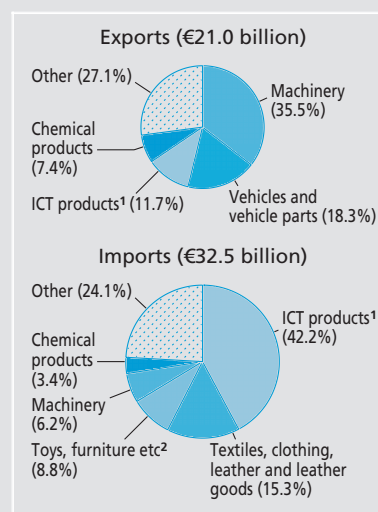 Exports (€21.0 billion)
Other (27.1%)
Machinery
(35.5%)
Chemical
products
(7.4%)
ICT products¹ (11.7%)
Vehicles and
vehicle parts (18.3%)
Imports (€32.5 billion)
Other (24.1%)
ICT products¹
(42.2%)
Chemical
products
(3.4%)
Machinery
(6.2%)
Toys, furniture etc²
(8.8%)
Textiles, clothing,
leather and leather
goods (15.3%)